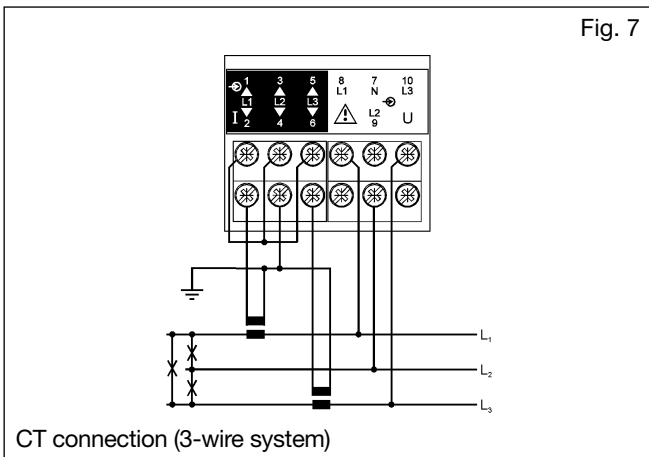 Fig. 7
1 3 5 8 7 10
L1 N L3
L1 L2 L3
I L2 U
2 4 6 9
L1
L2
L3
CT connection (3-wire system)